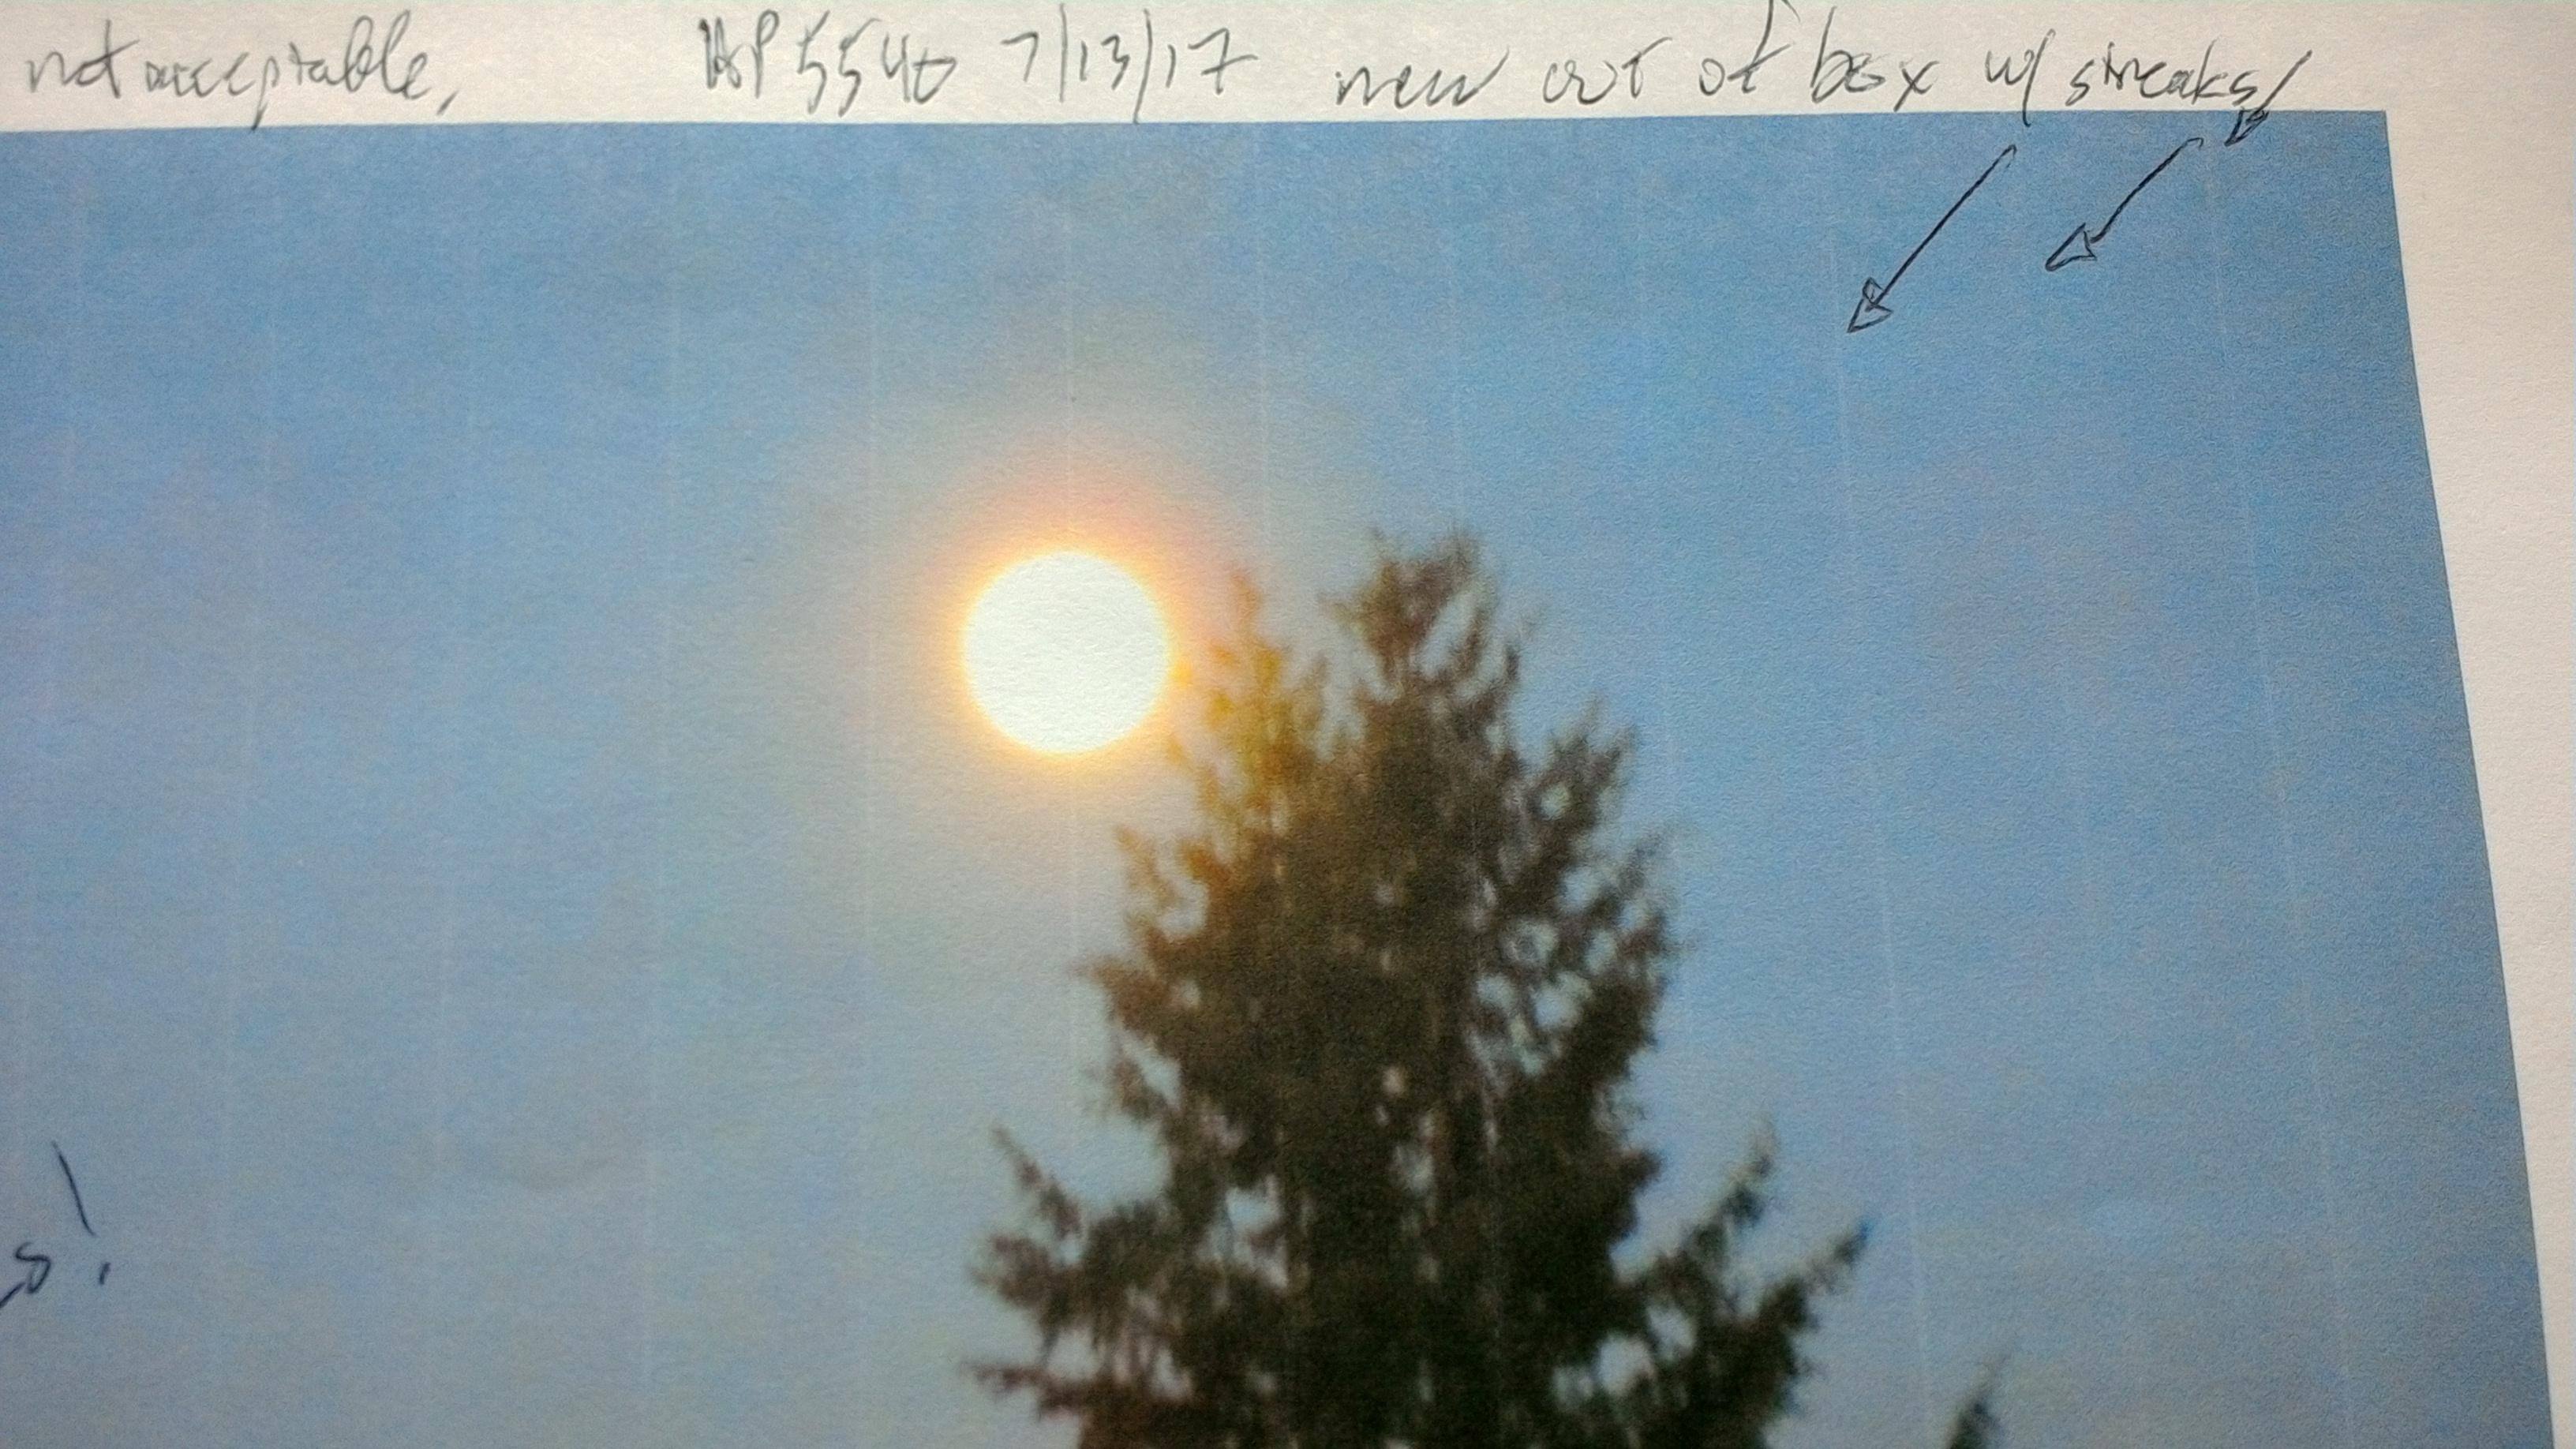 not acceptable, HP 5540 7/13/17 new out of box w/ streaks
s!